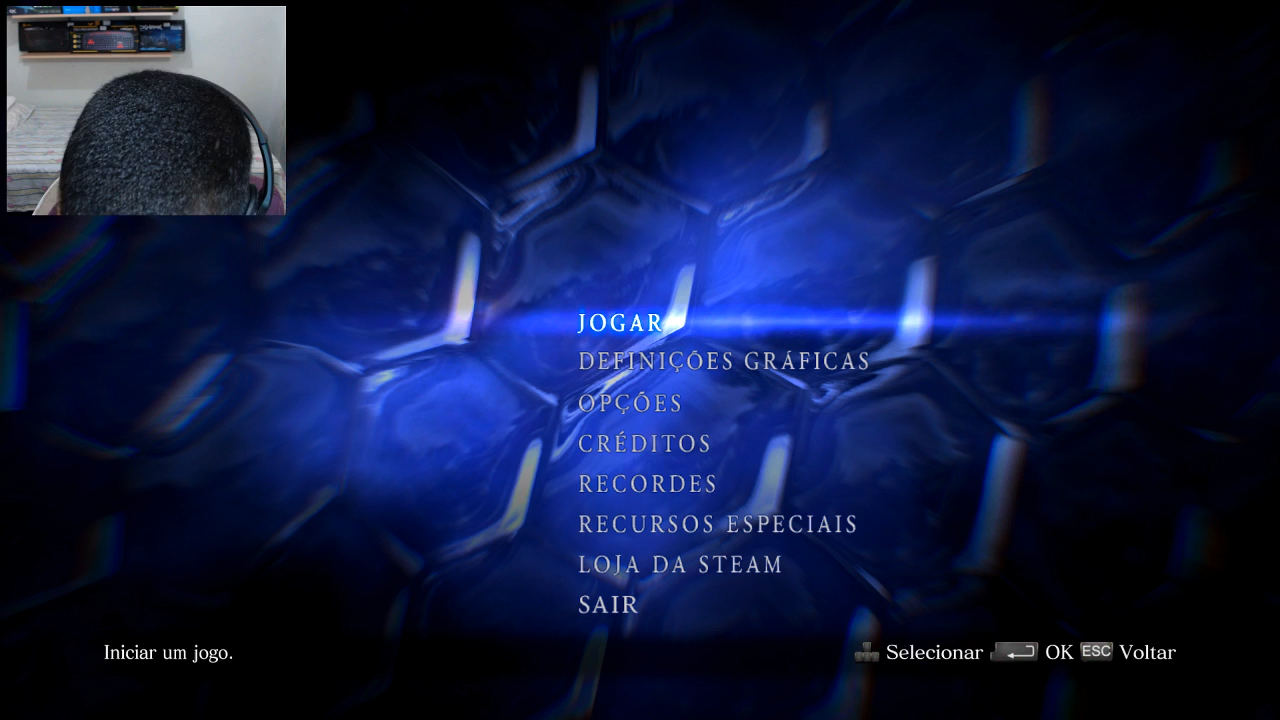 JOGAR
DEFINIÇÕES GRÁFICAS
OPÇÕES
CRÉDITOS
RECORDES
RECURSOS ESPECIAIS
LOJA DA STEAM
SAIR
Iniciar um jogo. Selecionar OK ESC Voltar